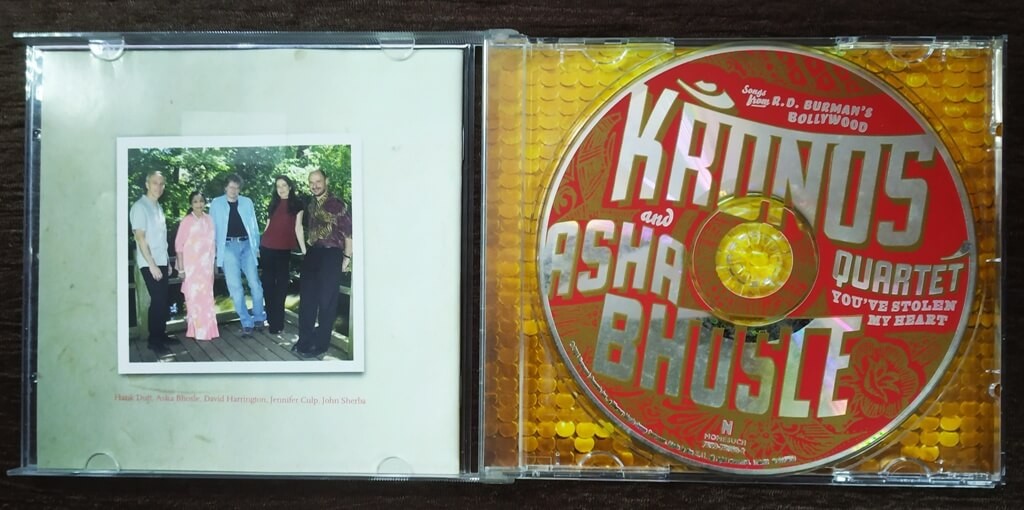 Hank Dutt, Asha Bhosle, David Harrington, Jennifer Culp, John Sherba
Songs
from R.D. BURMAN'S
BOLLYWOOD
KRONOS
QUARTET
and
ASHA
BHOSLE
YOU'VE STOLEN
MY HEART
N
NONESUCH